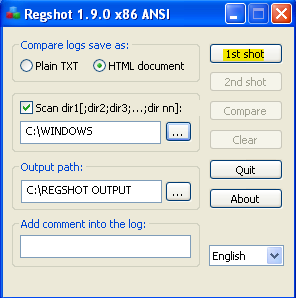 Regshot 1.9.0 x86 ANSI
Compare logs save as:
Plain TXT
HTML document
Scan dir1[;dir2;dir3;...;dir nn]:
C:\WINDOWS
...
Output path:
C:\REGSHOT OUTPUT
...
Add comment into the log:
1st shot
2nd shot
Compare
Clear
Quit
About
English